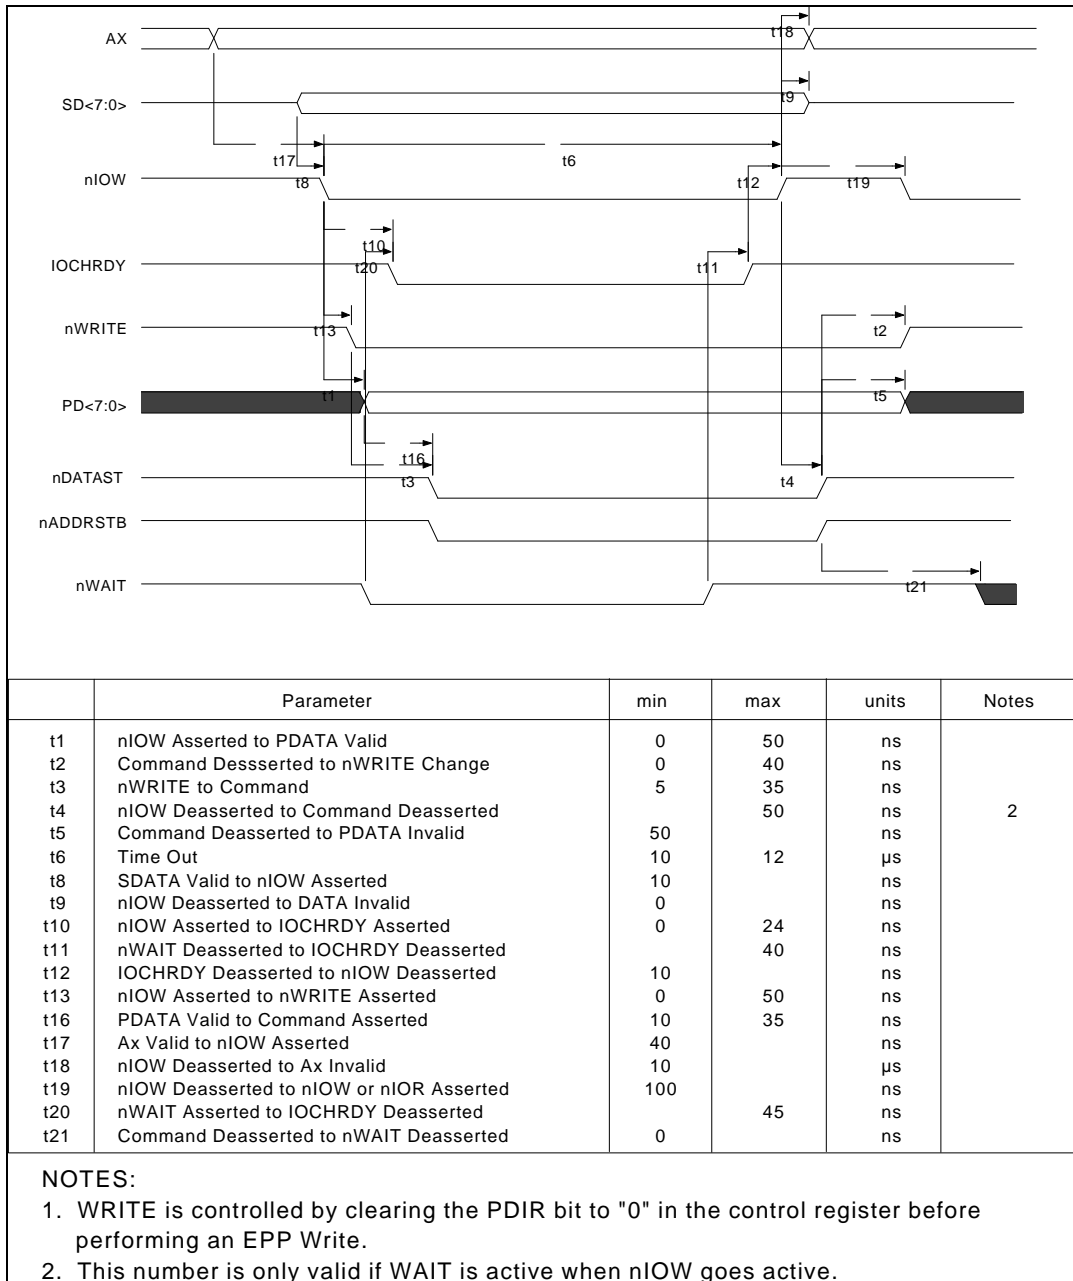 AX
t18
SD<7:0>
t9
t17
t6
nIOW
t8
t12
t19
t10
IOCHRDY
t20
t11
nWRITE
t13
t2
PD<7:0>
t1
t5
t16
nDATAST
t3
t4
nADDRSTB
nWAIT
t21
Parameter min max units Notes
t1 nIOW Asserted to PDATA Valid 0 50 ns
t2 Command Dessserted to nWRITE Change 0 40 ns
t3 nWRITE to Command 5 35 ns
t4 nIOW Deasserted to Command Deasserted 50 ns 2
t5 Command Deasserted to PDATA Invalid 50 ns
t6 Time Out 10 12 µs
t8 SDATA Valid to nIOW Asserted 10 ns
t9 nIOW Deasserted to DATA Invalid 0 ns
t10 nIOW Asserted to IOCHRDY Asserted 0 24 ns
t11 nWAIT Deasserted to IOCHRDY Deasserted 40 ns
t12 IOCHRDY Deasserted to nIOW Deasserted 10 ns
t13 nIOW Asserted to nWRITE Asserted 0 50 ns
t16 PDATA Valid to Command Asserted 10 35 ns
t17 Ax Valid to nIOW Asserted 40 ns
t18 nIOW Deasserted to Ax Invalid 10 µs
t19 nIOW Deasserted to nIOW or nIOR Asserted 100 ns
t20 nWAIT Asserted to IOCHRDY Deasserted 45 ns
t21 Command Deasserted to nWAIT Deasserted 0 ns
NOTES:
1. WRITE is controlled by clearing the PDIR bit to "0" in the control register before
performing an EPP Write.
2. This number is only valid if WAIT is active when nIOW goes active.